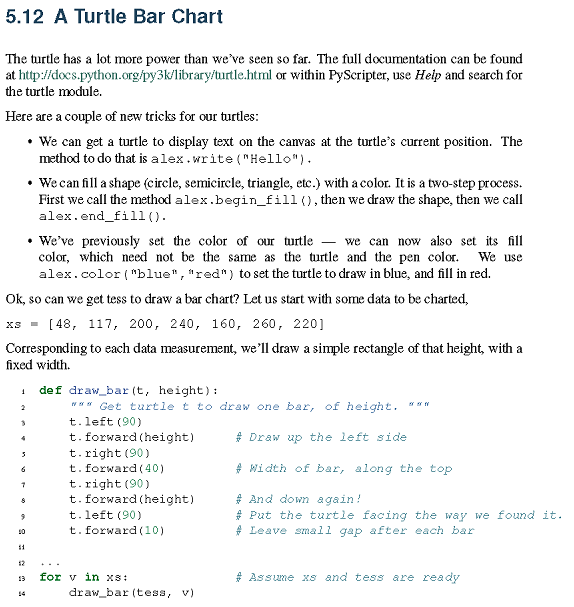 5.12 A Turtle Bar Chart
The turtle has a lot more power than we've seen so far. The full documentation can be found
at http://docs.python.org/py3k/library/turtle.html or within PyScripter, use Help and search for
the turtle module.
Here are a couple of new tricks for our turtles:
• We can get a turtle to display text on the canvas at the turtle's current position. The
method to do that is alex.write("Hello").
• We can fill a shape (circle, semicircle, triangle, etc.) with a color. It is a two-step process.
First we call the method alex.begin_fill(), then we draw the shape, then we call
alex.end_fill().
• We've previously set the color of our turtle — we can now also set its fill
color, which need not be the same as the turtle and the pen color. We use
alex.color("blue","red") to set the turtle to draw in blue, and fill in red.
Ok, so can we get tess to draw a bar chart? Let us start with some data to be charted,
xs = [48, 117, 200, 240, 160, 260, 220]
Corresponding to each data measurement, we'll draw a simple rectangle of that height, with a
fixed width.
1 def draw_bar(t, height):
2 """ Get turtle t to draw one bar, of height. """
3 t.left(90)
4 t.forward(height) # Draw up the left side
5 t.right(90)
6 t.forward(40) # Width of bar, along the top
7 t.right(90)
8 t.forward(height) # And down again!
9 t.left(90) # Put the turtle facing the way we found it.
10 t.forward(10) # Leave small gap after each bar
11
12 ...
13 for v in xs: # Assume xs and tess are ready
14 draw_bar(tess, v)